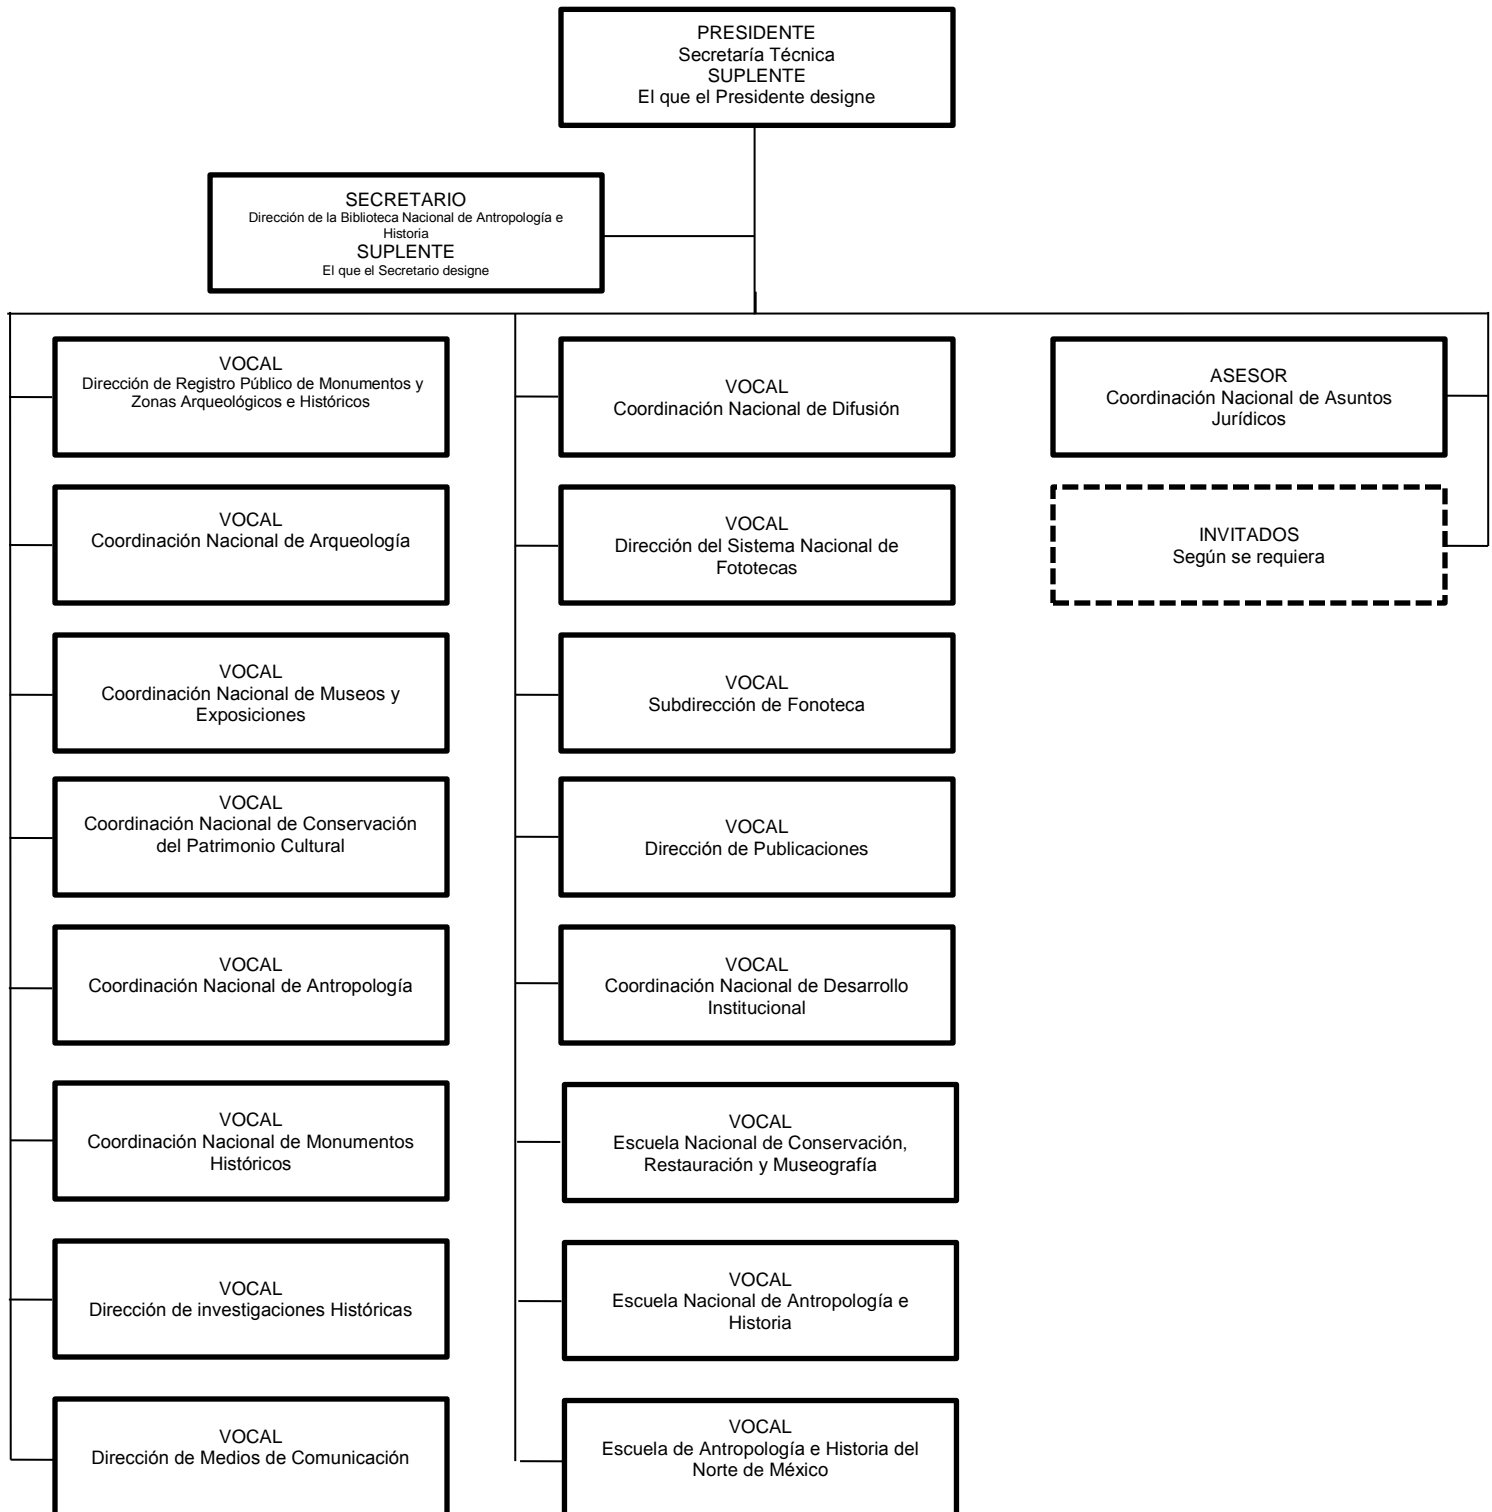 PRESIDENTE
Secretaría Técnica
SUPLENTE
El que el Presidente designe
SECRETARIO
Dirección de la Biblioteca Nacional de Antropología e
Historia
SUPLENTE
El que el Secretario designe
VOCAL
Dirección de Registro Público de Monumentos y
Zonas Arqueológicos e Históricos
VOCAL
Coordinación Nacional de Arqueología
VOCAL
Coordinación Nacional de Museos y
Exposiciones
VOCAL
Coordinación Nacional de Conservación
del Patrimonio Cultural
VOCAL
Coordinación Nacional de Antropología
VOCAL
Coordinación Nacional de Monumentos
Históricos
VOCAL
Dirección de investigaciones Históricas
VOCAL
Dirección de Medios de Comunicación
VOCAL
Coordinación Nacional de Difusión
VOCAL
Dirección del Sistema Nacional de
Fototecas
VOCAL
Subdirección de Fonoteca
VOCAL
Dirección de Publicaciones
VOCAL
Coordinación Nacional de Desarrollo
Institucional
VOCAL
Escuela Nacional de Conservación,
Restauración y Museografía
VOCAL
Escuela Nacional de Antropología e
Historia
VOCAL
Escuela de Antropología e Historia del
Norte de México
ASESOR
Coordinación Nacional de Asuntos
Jurídicos
INVITADOS
Según se requiera